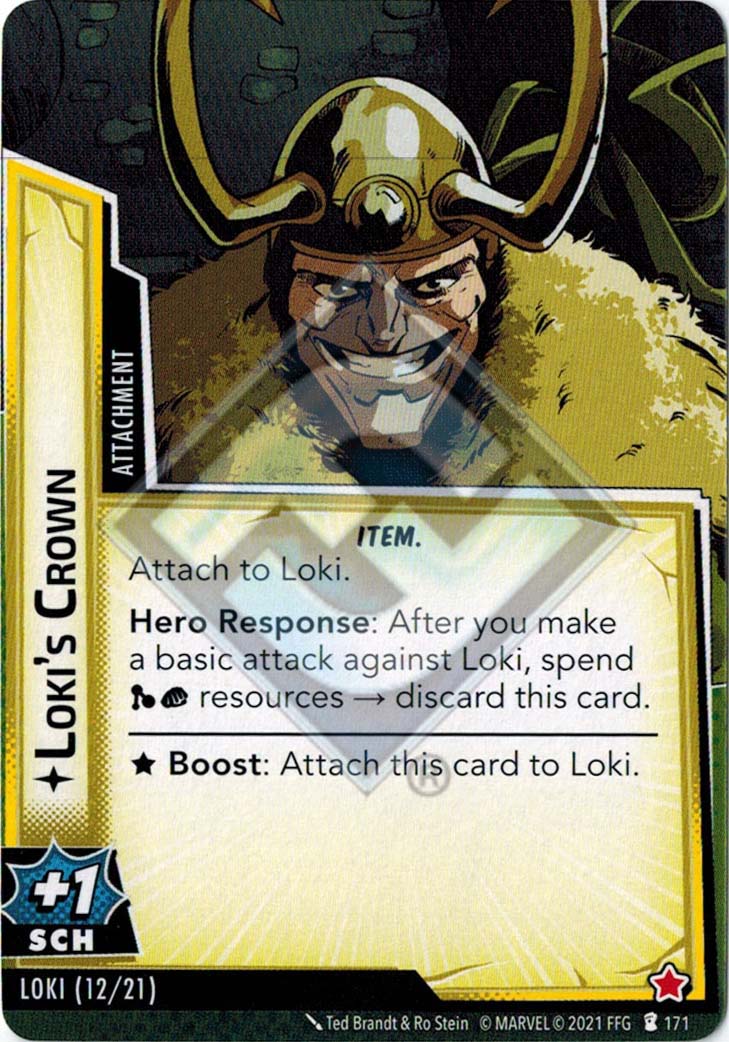 ATTACHMENT
LOKI'S CROWN
ITEM.
Attach to Loki.
Hero Response: After you make
a basic attack against Loki, spend
resources → discard this card.
★ Boost: Attach this card to Loki.
+1
SCH
LOKI (12/21)
Ted Brandt & Ro Stein © MARVEL © 2021 FFG 171
®